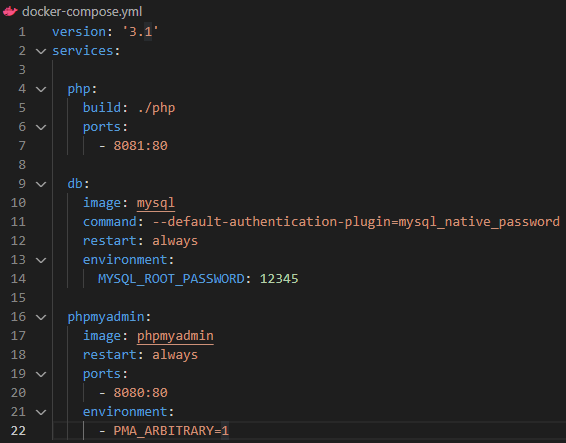 docker-compose.yml
1 version: '3.1'
2 services:
3
4 php:
5 build: ./php
6 ports:
7 - 8081:80
8
9 db:
10 image: mysql
11 command: --default-authentication-plugin=mysql_native_password
12 restart: always
13 environment:
14 MYSQL_ROOT_PASSWORD: 12345
15
16 phpmyadmin:
17 image: phpmyadmin
18 restart: always
19 ports:
20 - 8080:80
21 environment:
22 - PMA_ARBITRARY=1